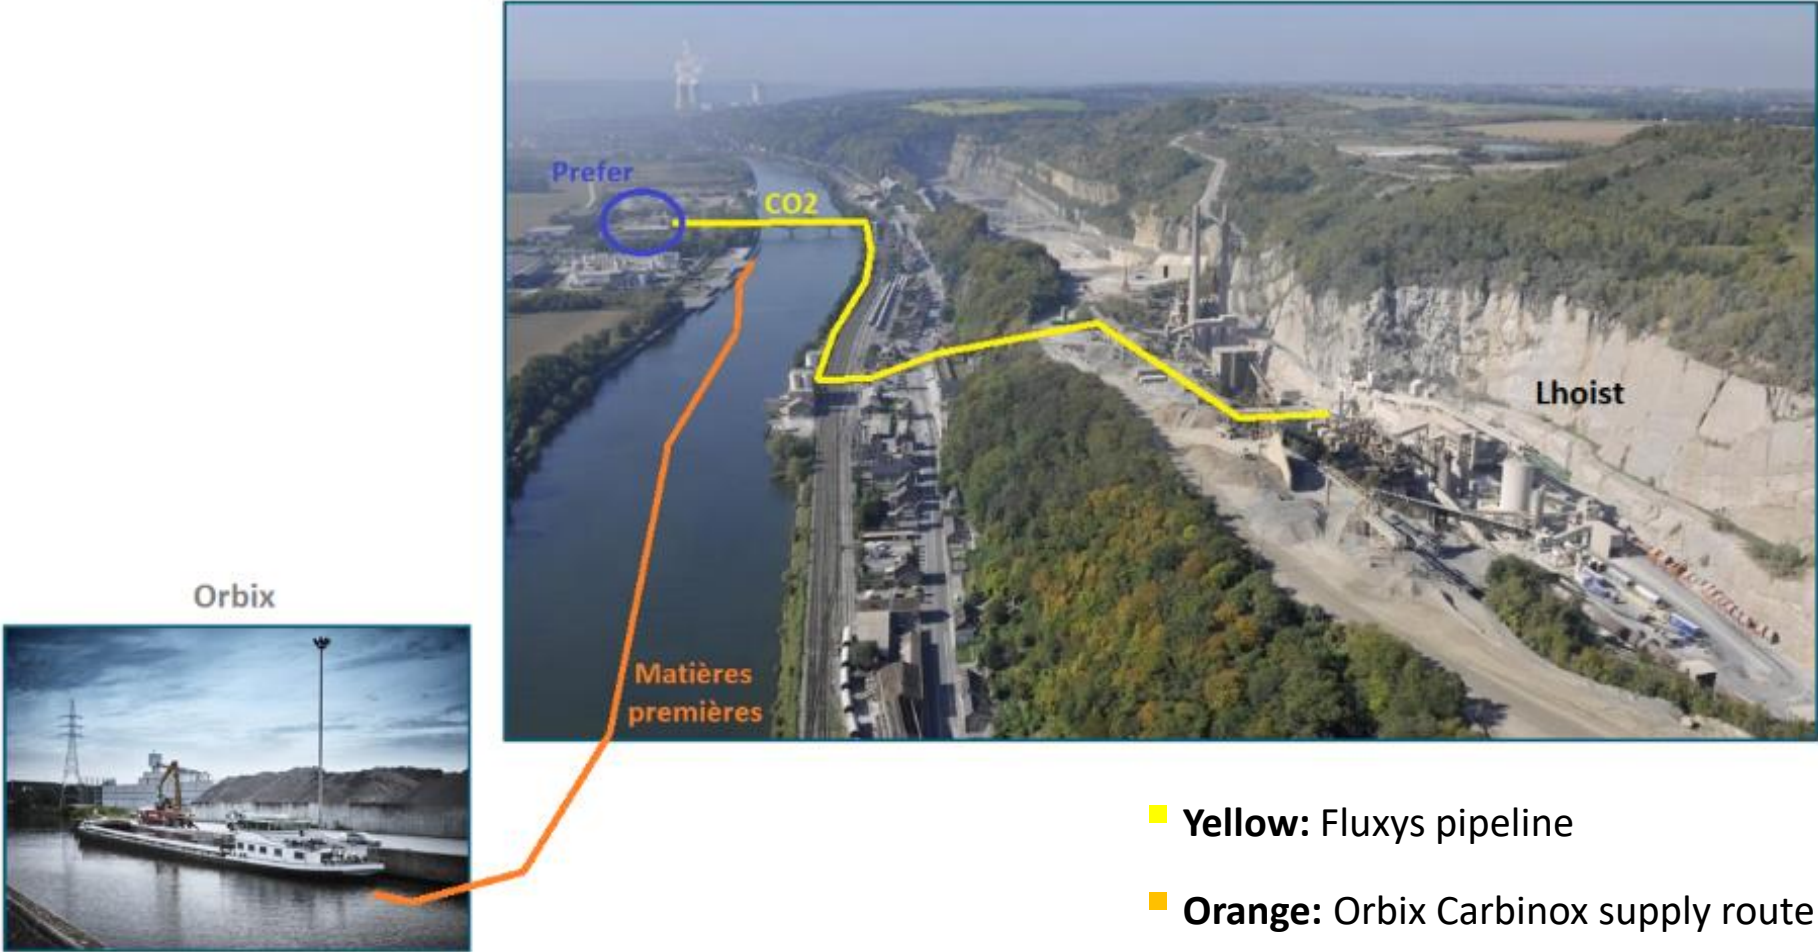 Prefer
CO2
Lhoist
Orbix
Matières
premières
Yellow: Fluxys pipeline
Orange: Orbix Carbinox supply route